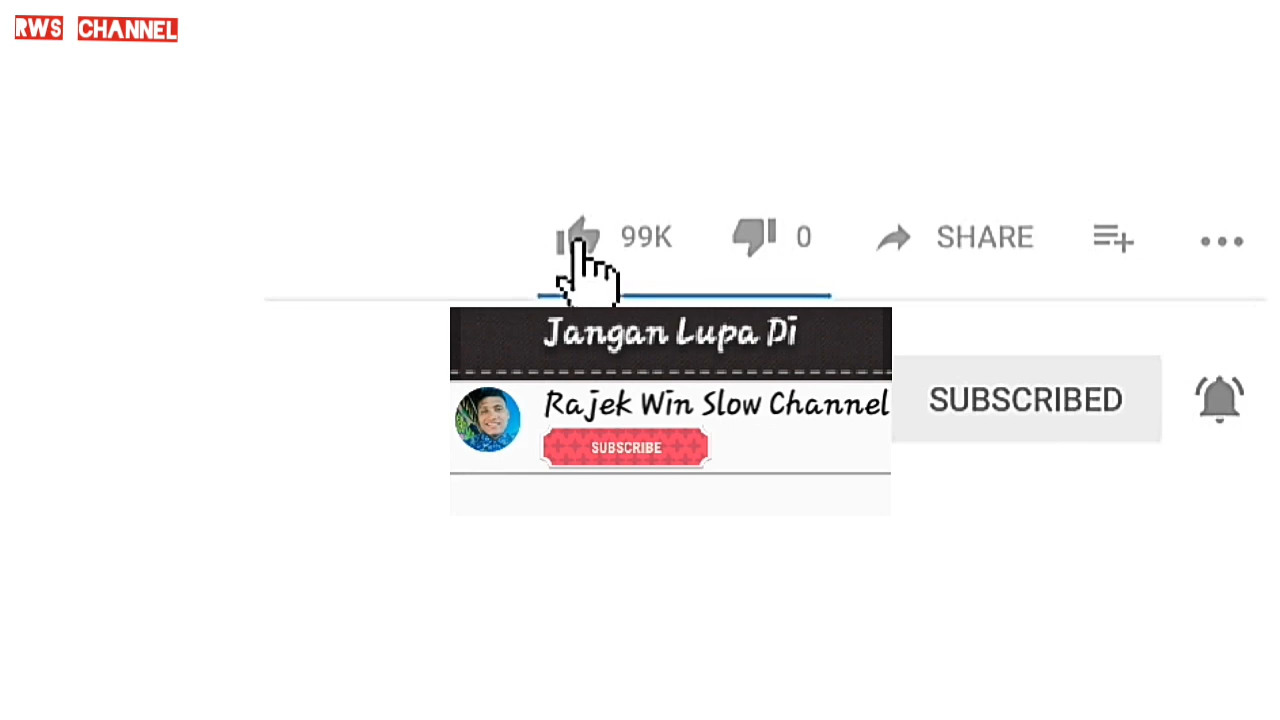 RWS CHANNEL
99K 0 SHARE
Jangan Lupa Di
Rajek Win Slow Channel
SUBSCRIBE
SUBSCRIBED